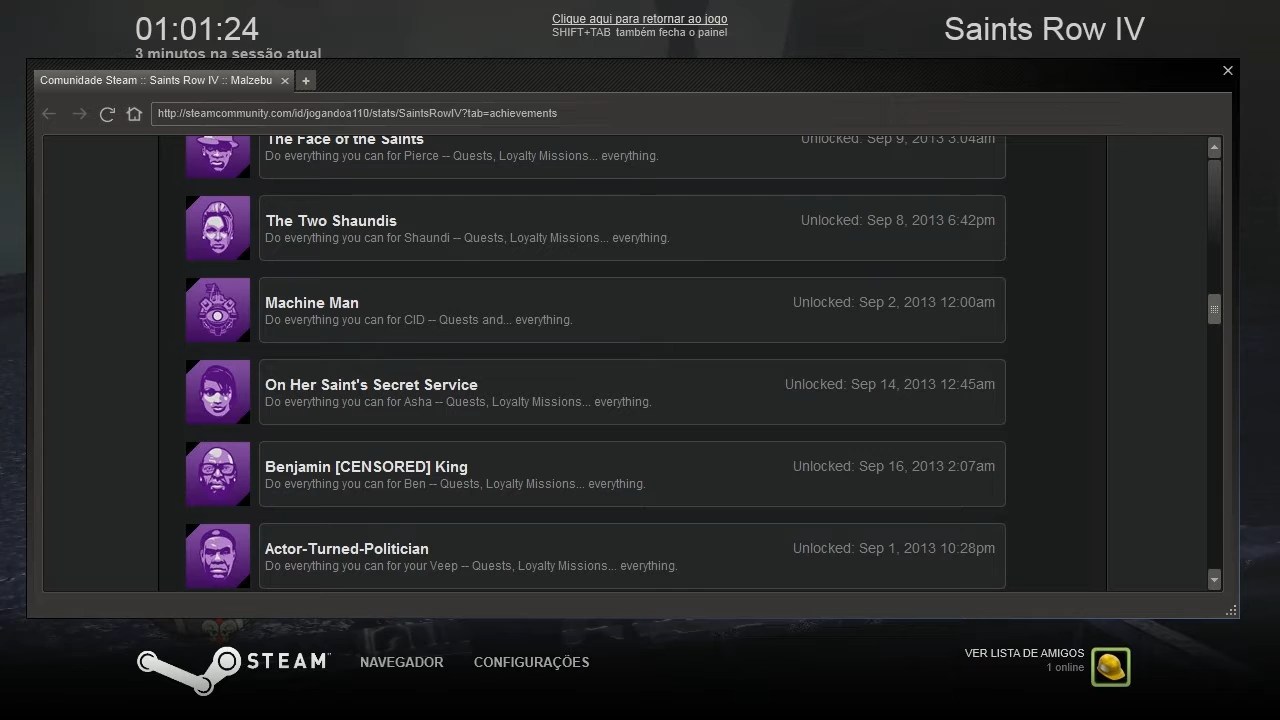 01:01:24
3 minutos na sessão atual
Clique aqui para retornar ao jogo
SHIFT+TAB também fecha o painel
Saints Row IV
Comunidade Steam :: Saints Row IV :: Malzebu
http://steamcommunity.com/id/jogandoa110/stats/SaintsRowIV?tab=achievements
The Face of the Saints
Unlocked: Sep 9, 2013 3:04am
Do everything you can for Pierce -- Quests, Loyalty Missions... everything.
The Two Shaundis
Unlocked: Sep 8, 2013 6:42pm
Do everything you can for Shaundi -- Quests, Loyalty Missions... everything.
Machine Man
Unlocked: Sep 2, 2013 12:00am
Do everything you can for CID -- Quests and... everything.
On Her Saint's Secret Service
Unlocked: Sep 14, 2013 12:45am
Do everything you can for Asha -- Quests, Loyalty Missions... everything.
Benjamin [CENSORED] King
Unlocked: Sep 16, 2013 2:07am
Do everything you can for Ben -- Quests, Loyalty Missions... everything.
Actor-Turned-Politician
Unlocked: Sep 1, 2013 10:28pm
Do everything you can for your Veep -- Quests, Loyalty Missions... everything.
STEAM™
NAVEGADOR
CONFIGURAÇÕES
VER LISTA DE AMIGOS
1 online